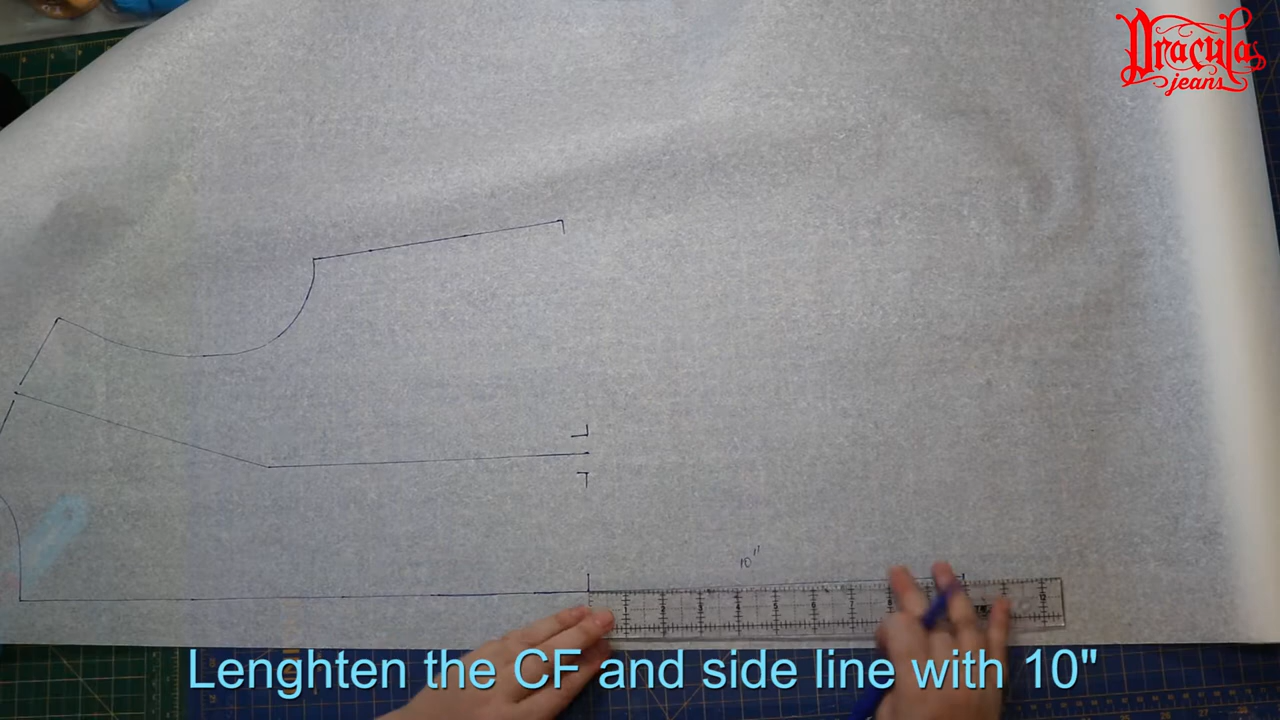 Dracula
jeans
10"
Lenghten the CF and side line with 10"